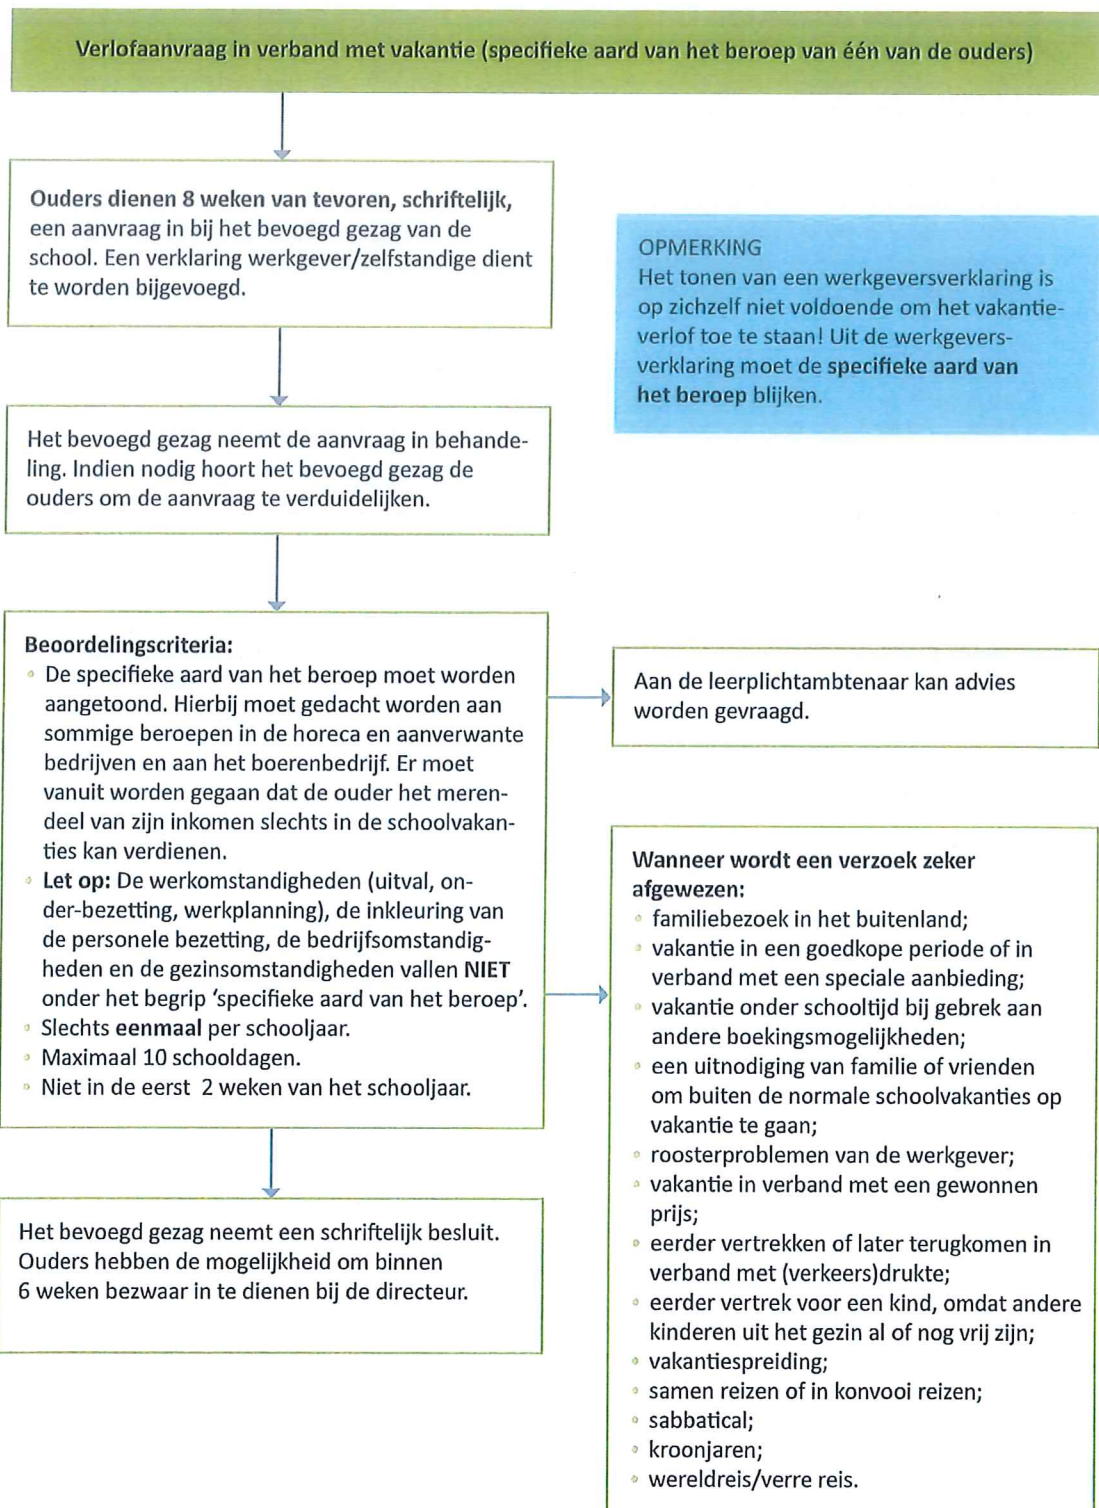 Verlofaanvraag in verband met vakantie (specifieke aard van het beroep van één van de ouders)
Ouders dienen 8 weken van tevoren, schriftelijk,
een aanvraag in bij het bevoegd gezag van de
school. Een verklaring werkgever/zelfstandige dient
te worden bijgevoegd.
OPMERKING
Het tonen van een werkgeversverklaring is
op zichzelf niet voldoende om het vakantie-
verlof toe te staan! Uit de werkgevers-
verklaring moet de specifieke aard van
het beroep blijken.
Het bevoegd gezag neemt de aanvraag in behande-
ling. Indien nodig hoort het bevoegd gezag de
ouders om de aanvraag te verduidelijken.
Beoordelingscriteria:
° De specifieke aard van het beroep moet worden
aangetoond. Hierbij moet gedacht worden aan
sommige beroepen in de horeca en aanverwante
bedrijven en aan het boerenbedrijf. Er moet
vanuit worden gegaan dat de ouder het meren-
deel van zijn inkomen slechts in de schoolvakan-
ties kan verdienen.
° Let op: De werkomstandigheden (uitval, on-
der-bezetting, werkplanning), de inkleuring van
de personele bezetting, de bedrijfsomstandig-
heden en de gezinsomstandigheden vallen NIET
onder het begrip ‘specifieke aard van het beroep’.
° Slechts eenmaal per schooljaar.
° Maximaal 10 schooldagen.
° Niet in de eerst 2 weken van het schooljaar.
Aan de leerplichtambtenaar kan advies
worden gevraagd.
Wanneer wordt een verzoek zeker
afgewezen:
° familiebezoek in het buitenland;
° vakantie in een goedkope periode of in
verband met een speciale aanbieding;
° vakantie onder schooltijd bij gebrek aan
andere boekingsmogelijkheden;
° een uitnodiging van familie of vrienden
om buiten de normale schoolvakanties op
vakantie te gaan;
° roosterproblemen van de werkgever;
° vakantie in verband met een gewonnen
prijs;
° eerder vertrekken of later terugkomen in
verband met (verkeers)drukte;
° eerder vertrek voor een kind, omdat andere
kinderen uit het gezin al of nog vrij zijn;
° vakantiespreiding;
° samen reizen of in konvooi reizen;
° sabbatical;
° kroonjaren;
° wereldreis/verre reis.
Het bevoegd gezag neemt een schriftelijk besluit.
Ouders hebben de mogelijkheid om binnen
6 weken bezwaar in te dienen bij de directeur.